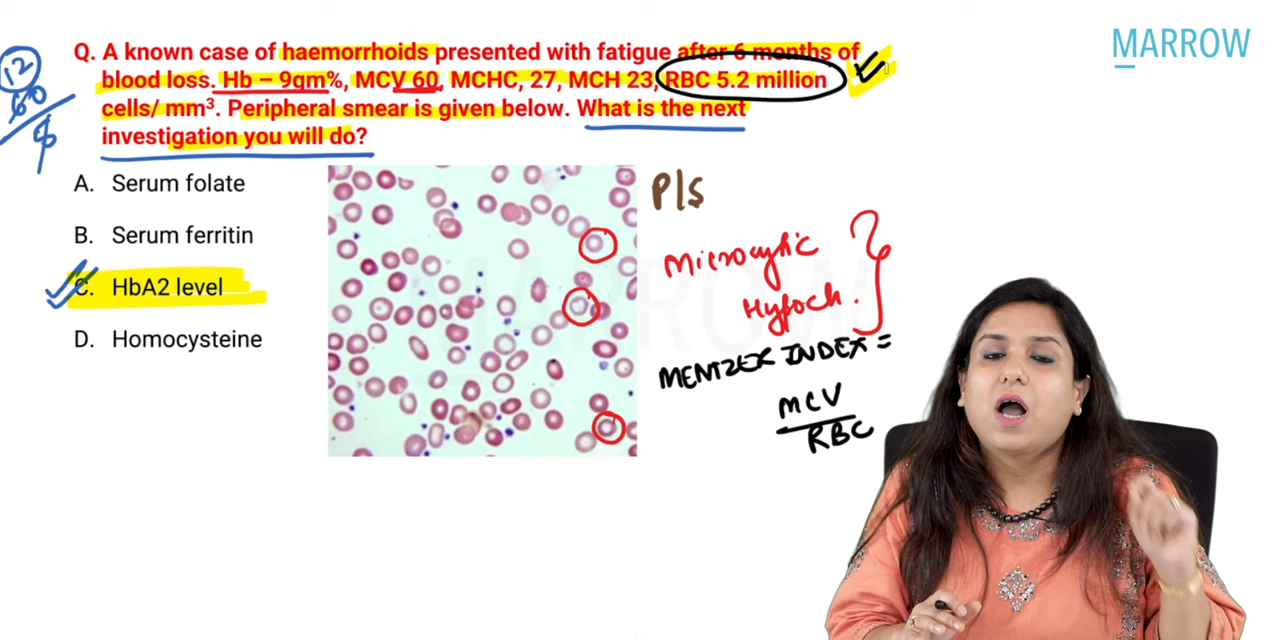 MARROW
Q. A known case of haemorrhoids presented with fatigue after 6 months of
blood loss. Hb – 9gm%, MCV 60, MCHC, 27, MCH 23, RBC 5.2 million
cells/ mm³. Peripheral smear is given below. What is the next
investigation you will do?
12
60
A. Serum folate
B. Serum ferritin
C. HbA2 level
D. Homocysteine
P/S
Microcytic
Hypoch.
MENTZER INDEX =
MCV
RBC
MARROW